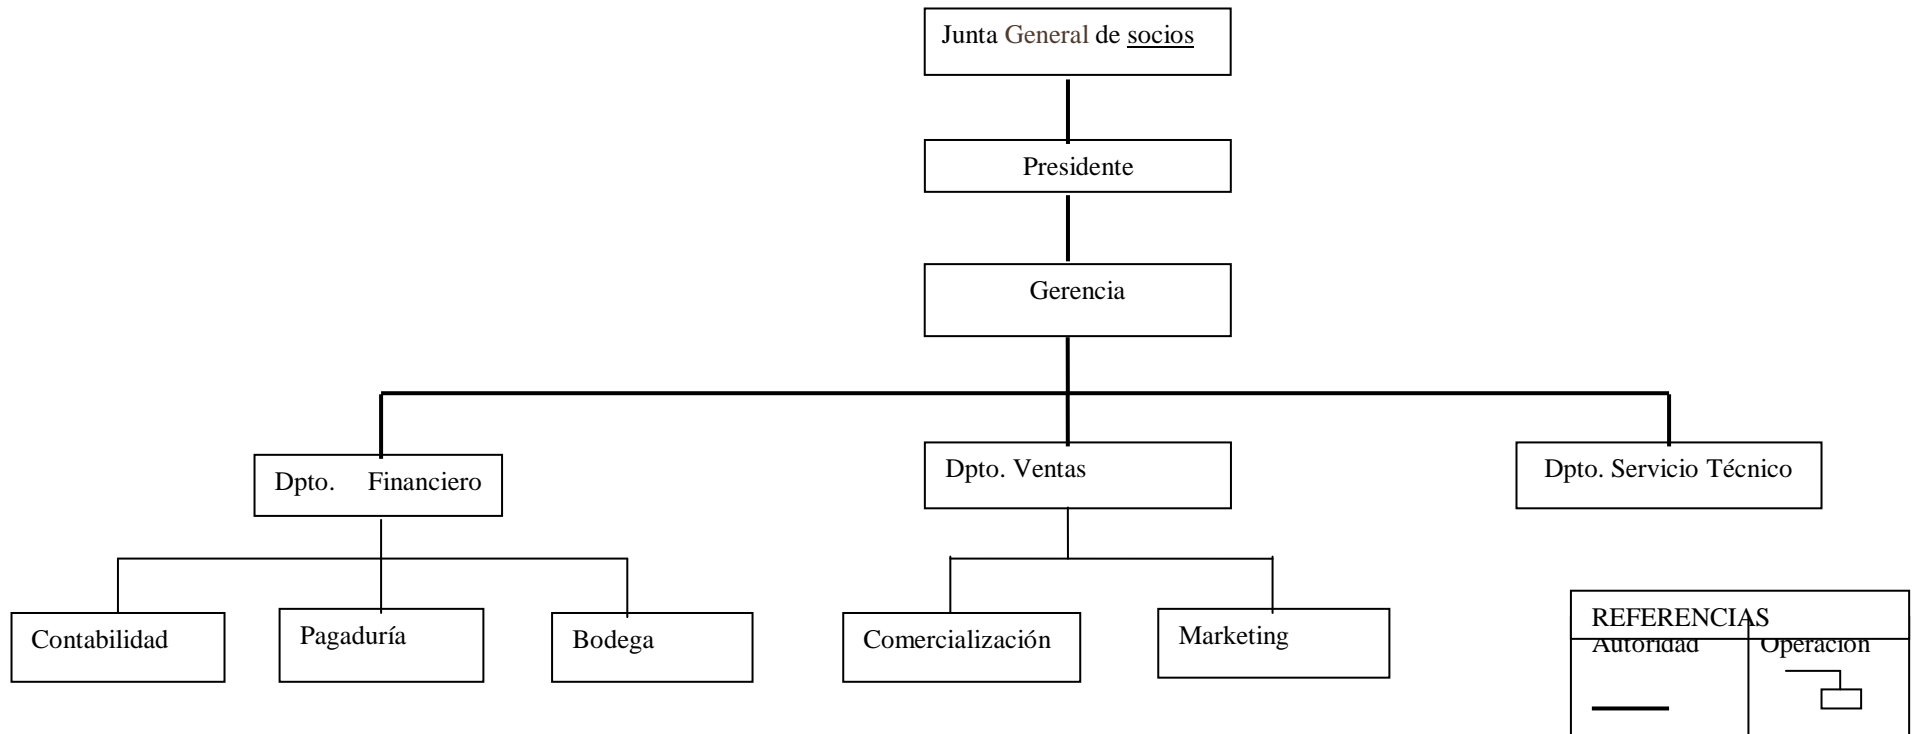 Junta General de socios
Presidente
Gerencia
Dpto. Financiero
Dpto. Ventas
Dpto. Servicio Técnico
Contabilidad
Pagaduría
Bodega
Comercialización
Marketing
REFERENCIAS
Autoridad
Operación